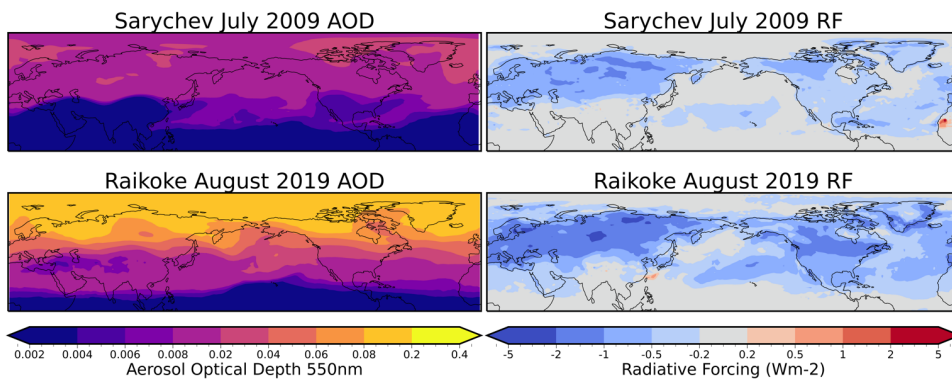 Sarychev July 2009 AOD
Sarychev July 2009 RF
Raikoke August 2019 AOD
Raikoke August 2019 RF
0.002 0.004 0.006 0.008 0.02 0.04 0.06 0.08 0.2 0.4
Aerosol Optical Depth 550nm
-5 -2 -1 -0.5 -0.2 0.2 0.5 1 2 5
Radiative Forcing (Wm-2)